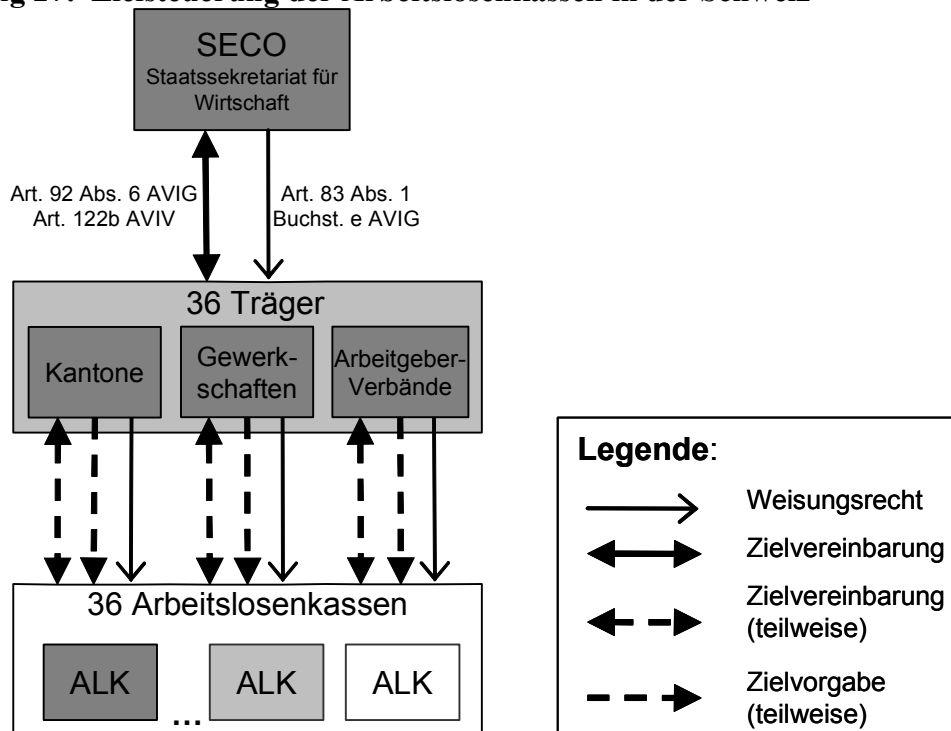 SECO
Staatssekretariat für
Wirtschaft
Art. 92 Abs. 6 AVIG
Art. 122b AVIV
Art. 83 Abs. 1
Buchst. e AVIG
36 Träger
Kantone
Gewerk-
schaften
Arbeitgeber-
Verbände
36 Arbeitslosenkassen
ALK
...
ALK
ALK
Legende:
Weisungsrecht
Zielvereinbarung
Zielvereinbarung
(teilweise)
Zielvorgabe
(teilweise)